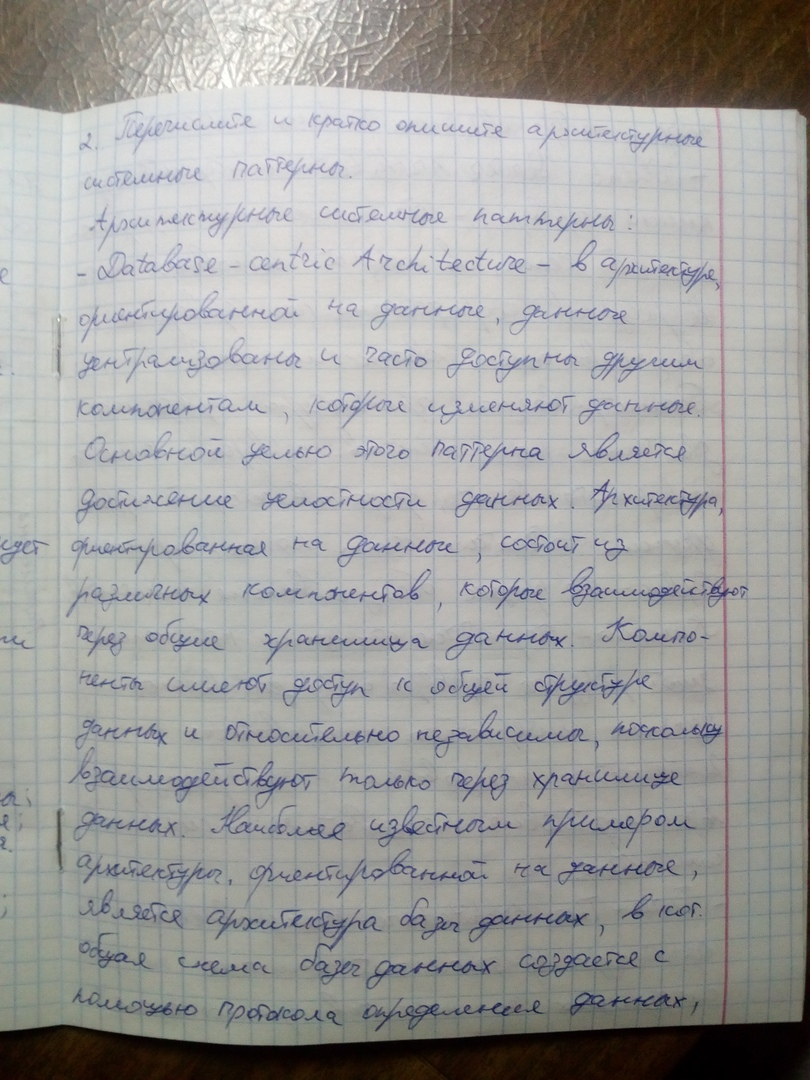 2. Перечислите и кратко опишите архитектурные
системные паттерны.
Архитектурные системные паттерны:
- Database-centric Architecture - в архитектуре,
ориентированной на данные, данные
централизованы и часто доступны другим
компонентам, которые изменяют данные.
Основной целью этого паттерна является
достижение целостности данных. Архитектура,
ориентированная на данные, состоит из
различных компонентов, которые взаимодействуют
через общие хранилища данных. Компо-
ненты имеют доступ к общей структуре
данных и относительно независимы, поскольку
взаимодействуют только через хранилище
данных. Наиболее известным примером
архитектуры, ориентированной на данные,
является архитектура базы данных, в кот.
общая схема базы данных создается с
помощью протокола определения данных,